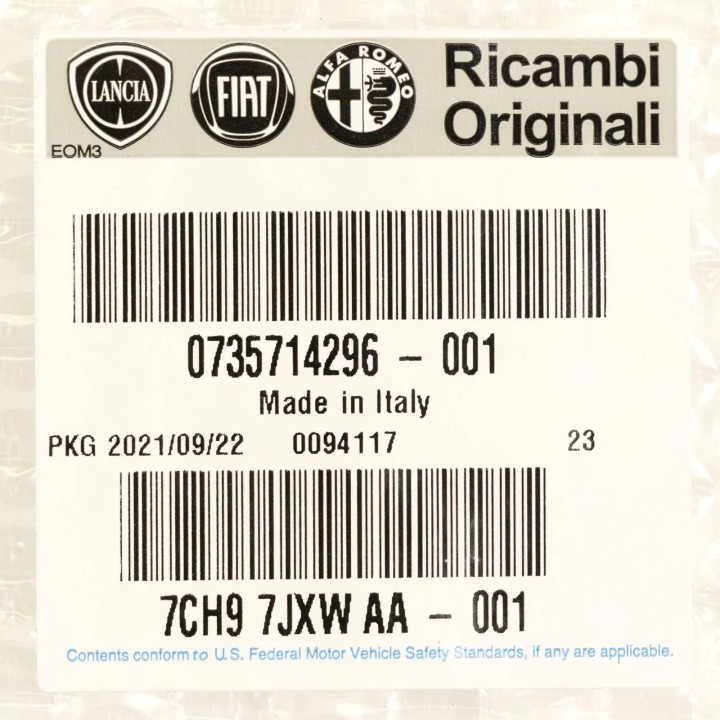 LANCIA FIAT ALFA ROMEO Ricambi
Originali
EOM3
0735714296 - 001
Made in Italy
PKG 2021/09/22 0094117 23
7CH9 7JXW AA - 001
Contents conform to U.S. Federal Motor Vehicle Safety Standards, if any are applicable.